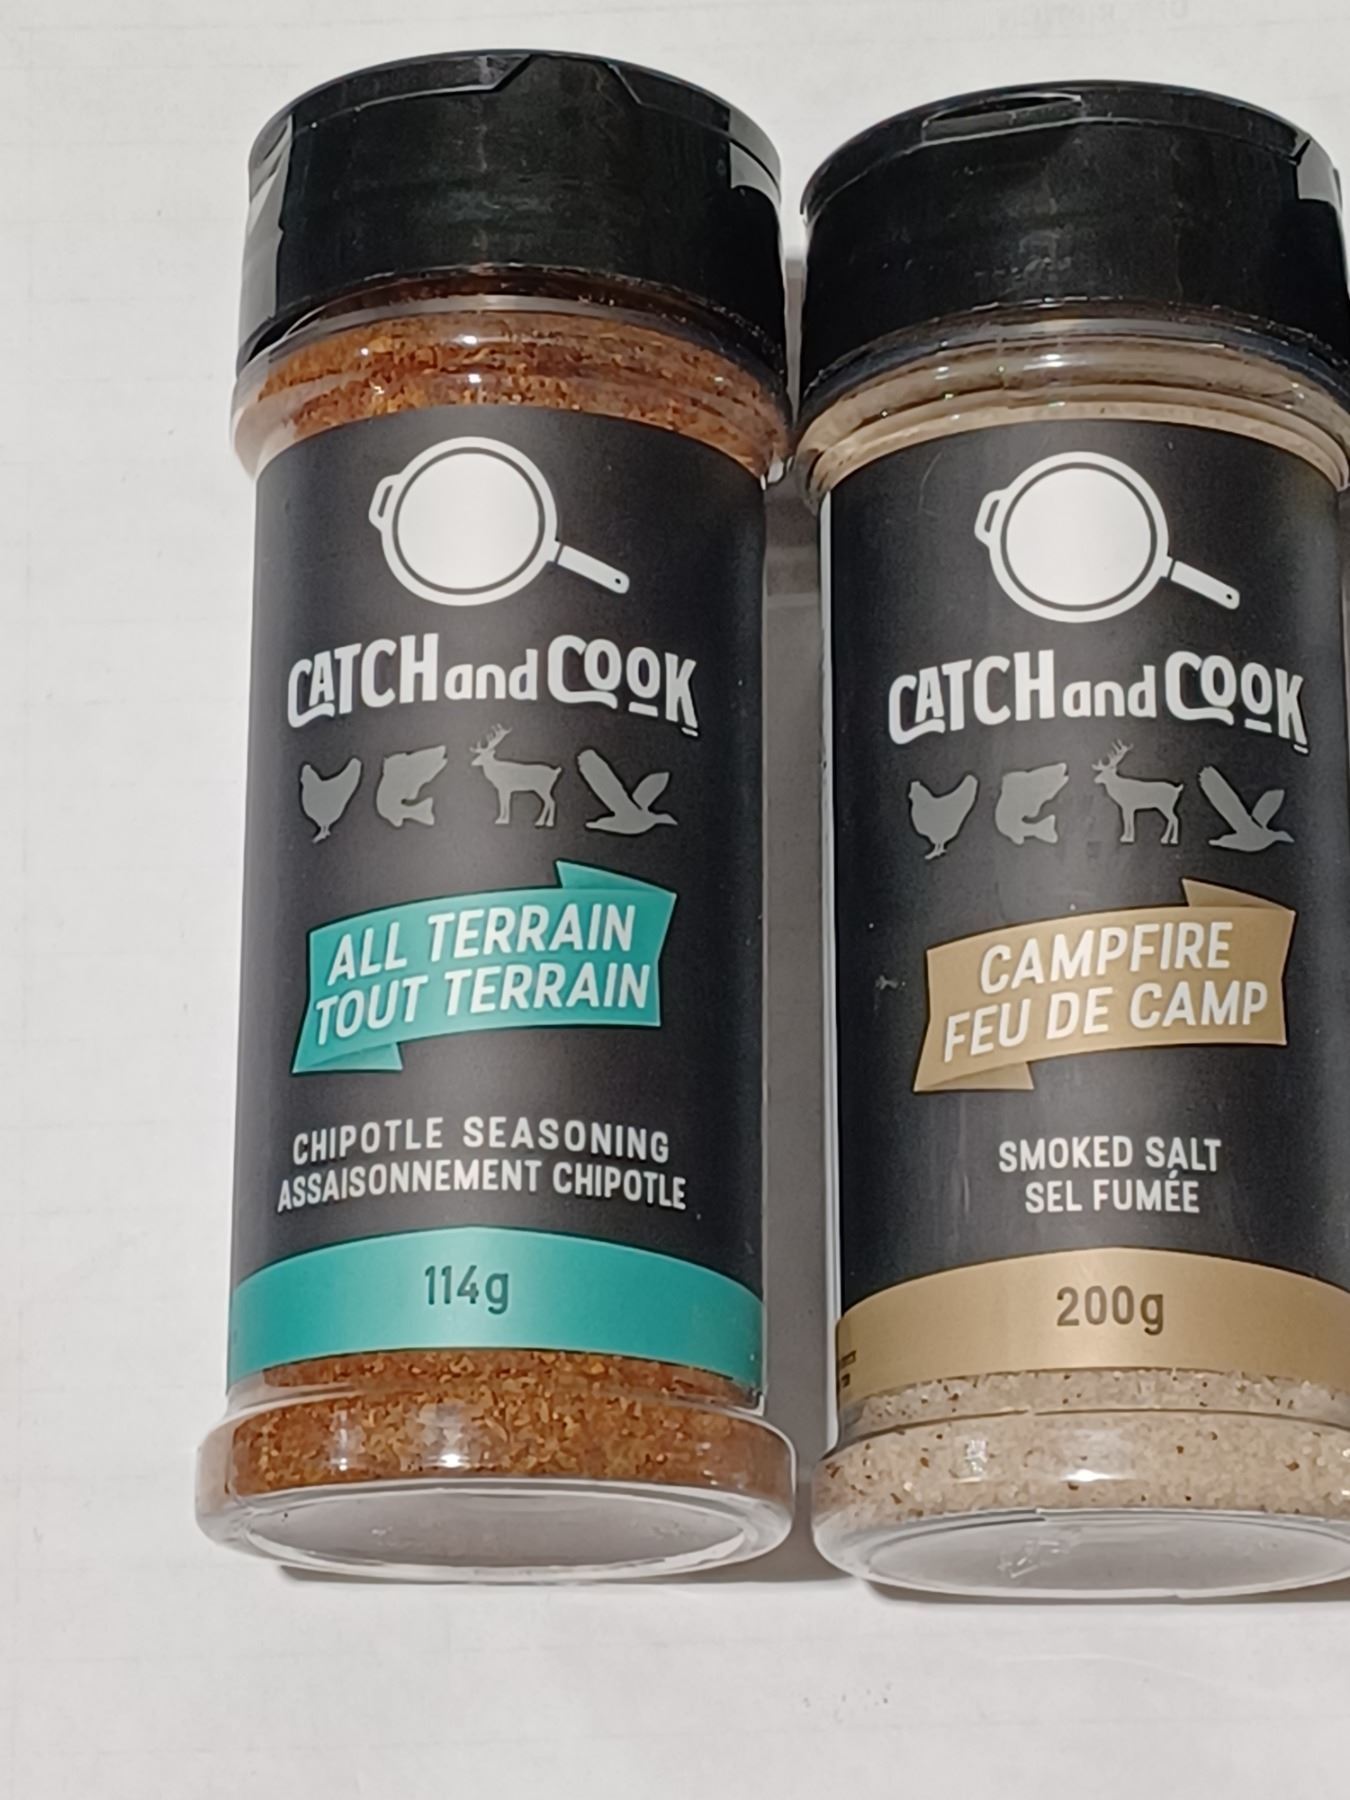 CATCH and COOK
ALL TERRAIN
TOUT TERRAIN
CHIPOTLE SEASONING
ASSAISONNEMENT CHIPOTLE
114g
CATCH and COOK
CAMPFIRE
FEU DE CAMP
SMOKED SALT
SEL FUMÉE
200g